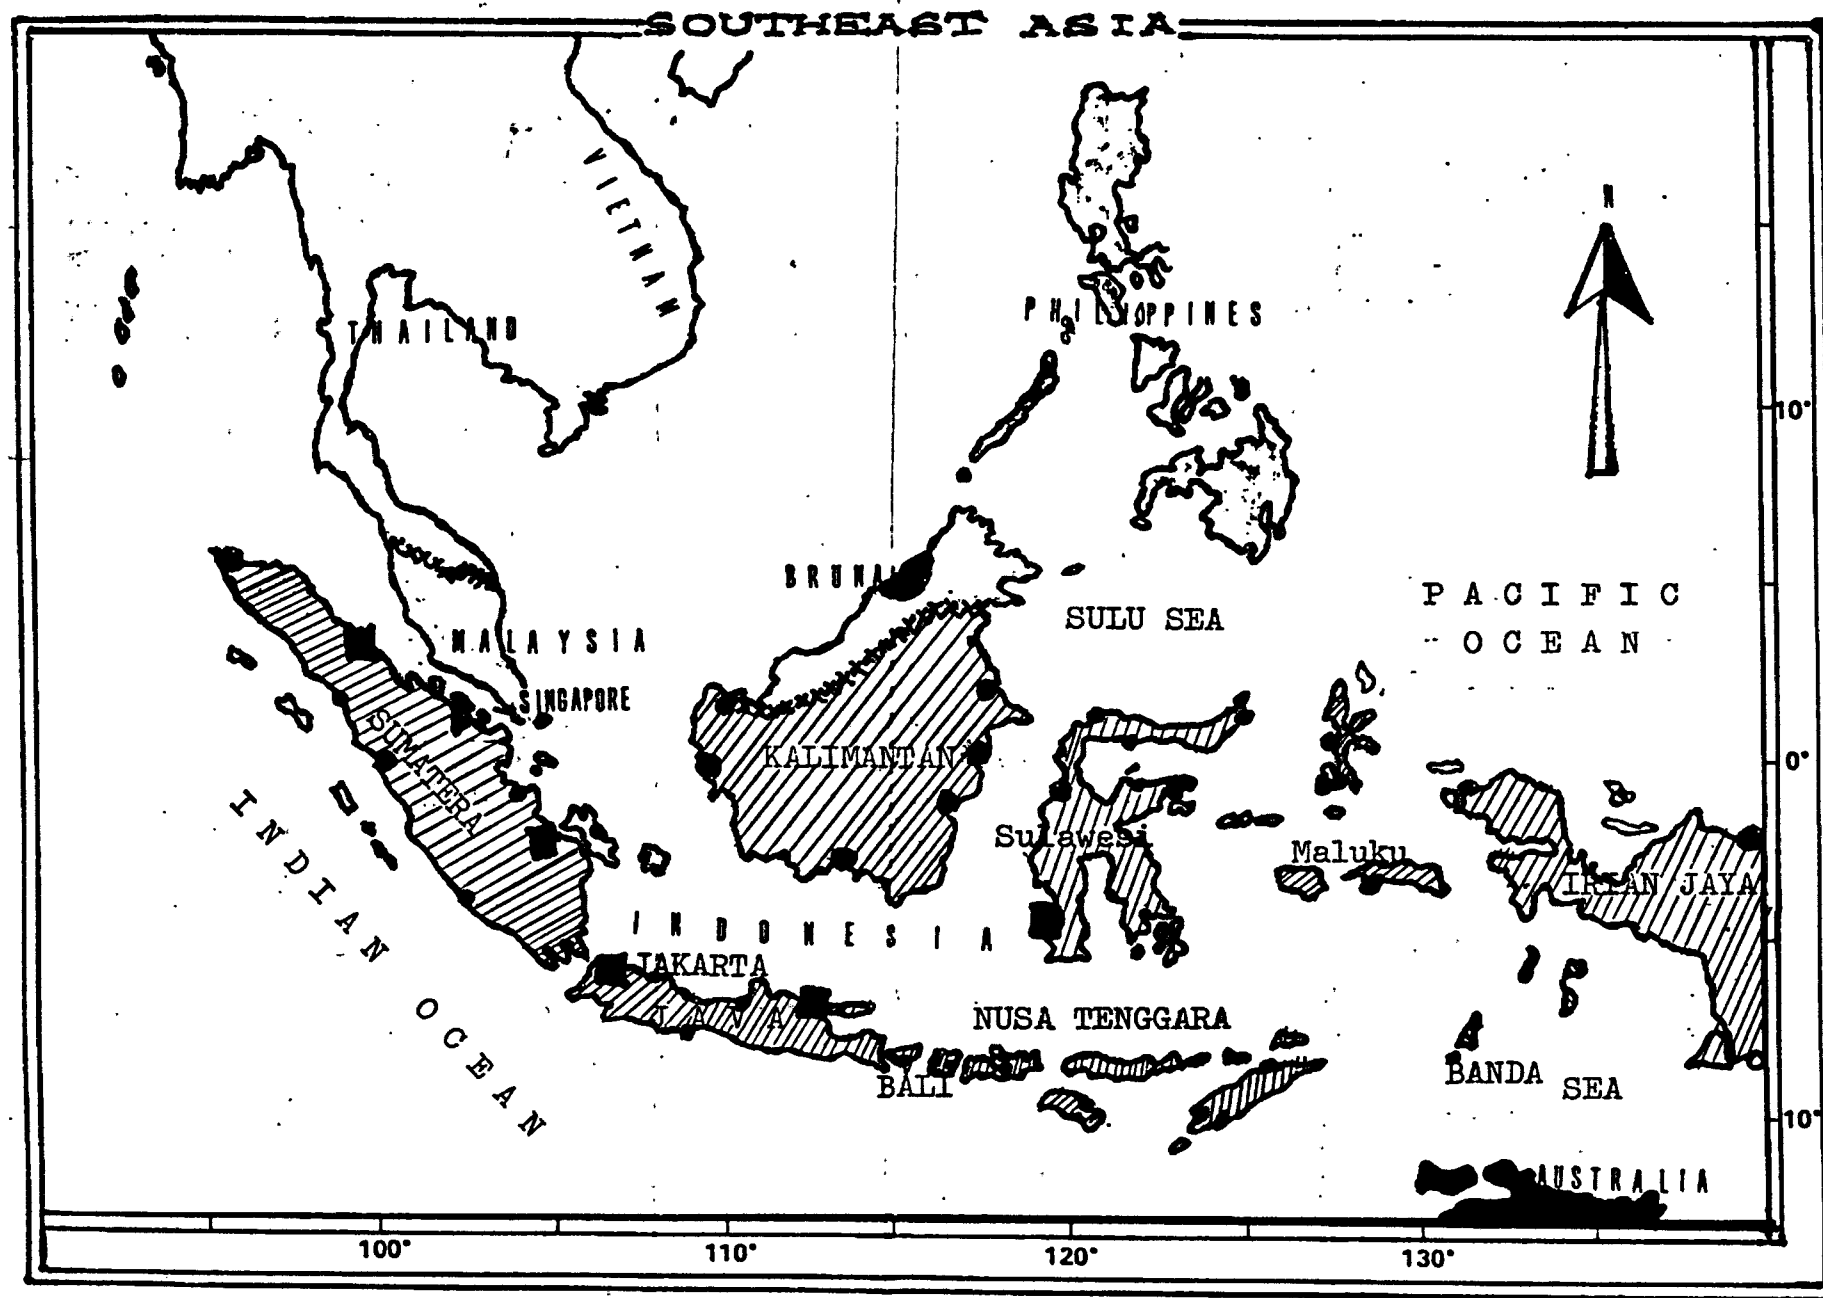 SOUTHEAST ASIA
N
VIETNAM
THAILAND
PHILIPPINES
10°
BRUNAI
SULU SEA
PACIFIC
OCEAN
MALAYSIA
SINGAPORE
SUMATERA
KALIMANTAN
0°
Sulawesi
Maluku
IRIAN JAYA
INDIAN OCEAN
INDONESIA
JAKARTA
JAVA
NUSA TENGGARA
BALI
BANDA SEA
10°
AUSTRALIA
100°
110°
120°
130°